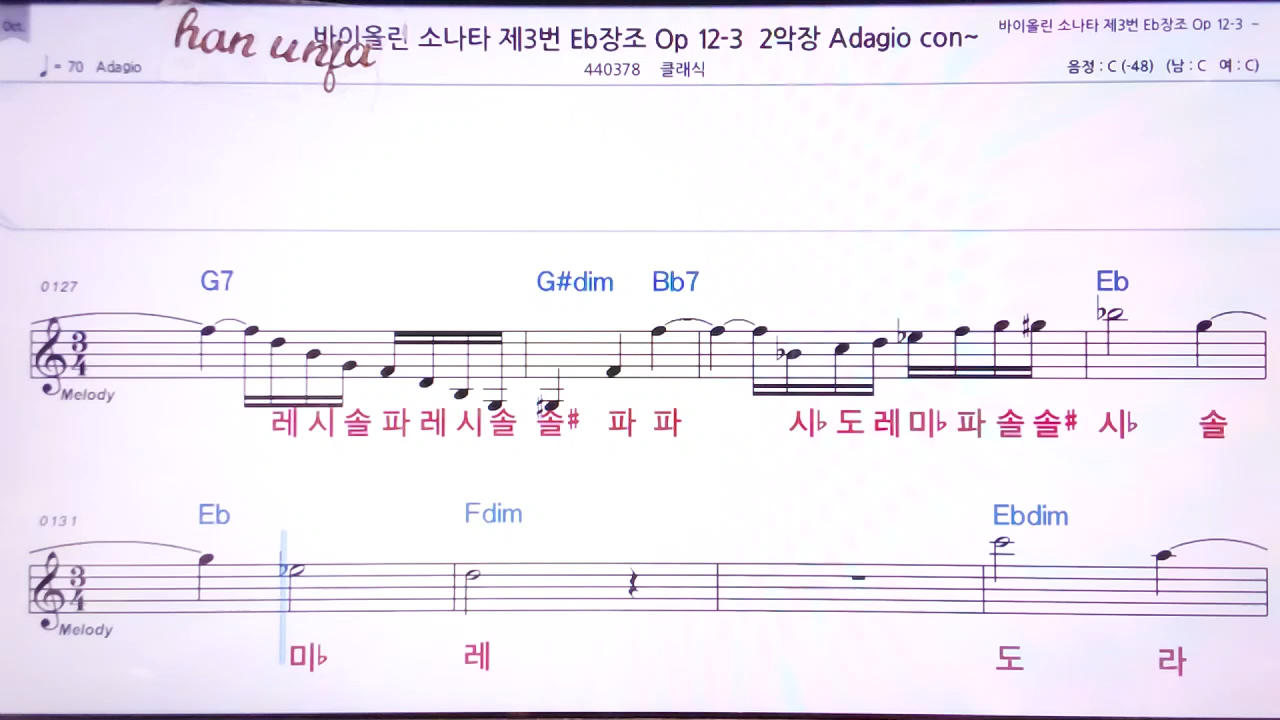 Oct.
han unfa
바이올린 소나타 제3번 Eb장조 Op 12-3 2악장 Adagio con~
바이올린 소나타 제3번 Eb장조 Op 12-3 ~
♩= 70 Adagio
440378 클래식
음정 : C (-48) (남 : C 여 : C)
0127
G7 G#dim Bb7 Eb
3
4
Melody
레 시 솔 파 레 시 솔 솔# 파 파 시♭ 도 레 미♭ 파 솔 솔# 시♭ 솔
0131
Eb Fdim Ebdim
3
4
Melody
미♭ 레 도 라